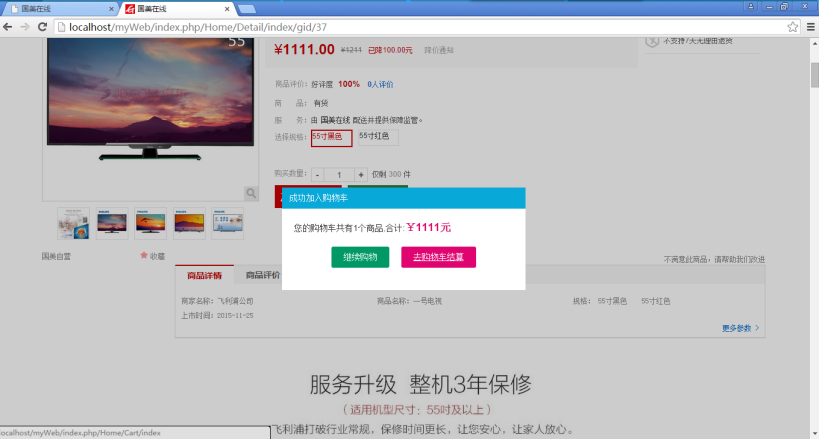 国美在线
国美在线
localhost/myWeb/index.php/Home/Detail/index/gid/37
55
¥1111.00 ¥1211 已降100.00元 降价通知
不支持7天无理由退货
商品评价: 好评度 100% 0人评价
商 品: 有货
服 务: 由 国美在线 配送并提供保障监管。
选择规格: 55寸黑色 55寸红色
购买数量: - 1 + 仅剩 300 件
成功加入购物车
您的购物车共有1个商品,合计: ¥1111元
继续购物 去购物车结算
国美自营 收藏
不满意此商品，请帮助我们改进
商品详情 商品评价
商家名称: 飞利浦公司 商品名称: 一号电视 规格: 55寸黑色 55寸红色
上市时间: 2015-11-25
更多参数 >
服务升级 整机3年保修
（适用机型尺寸：55吋及以上）
飞利浦打破行业常规，保修时间更长，让您安心，让家人放心。
localhost/myWeb/index.php/Home/Cart/index